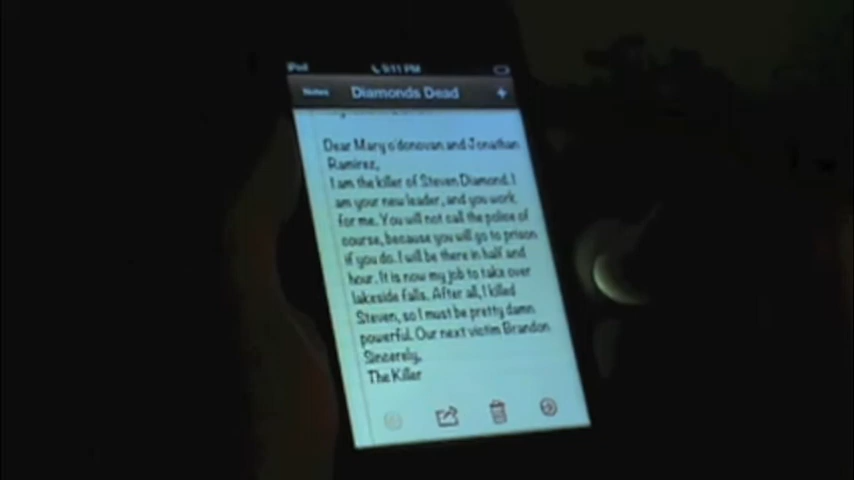 iPod 9:11 PM
Notes Diamonds Dead +
Dear Mary o'donovan and Jonathan
Ramirez,
I am the killer of Steven Diamond. I
am your new leader, and you work
for me. You will not call the police of
course, because you will go to prison
if you do. I will be there in half and
hour. It is now my job to take over
lakeside falls. After all, I killed
Steven, so I must be pretty damn
powerful. Our next victim Brandon
Sincerely,
The Killer